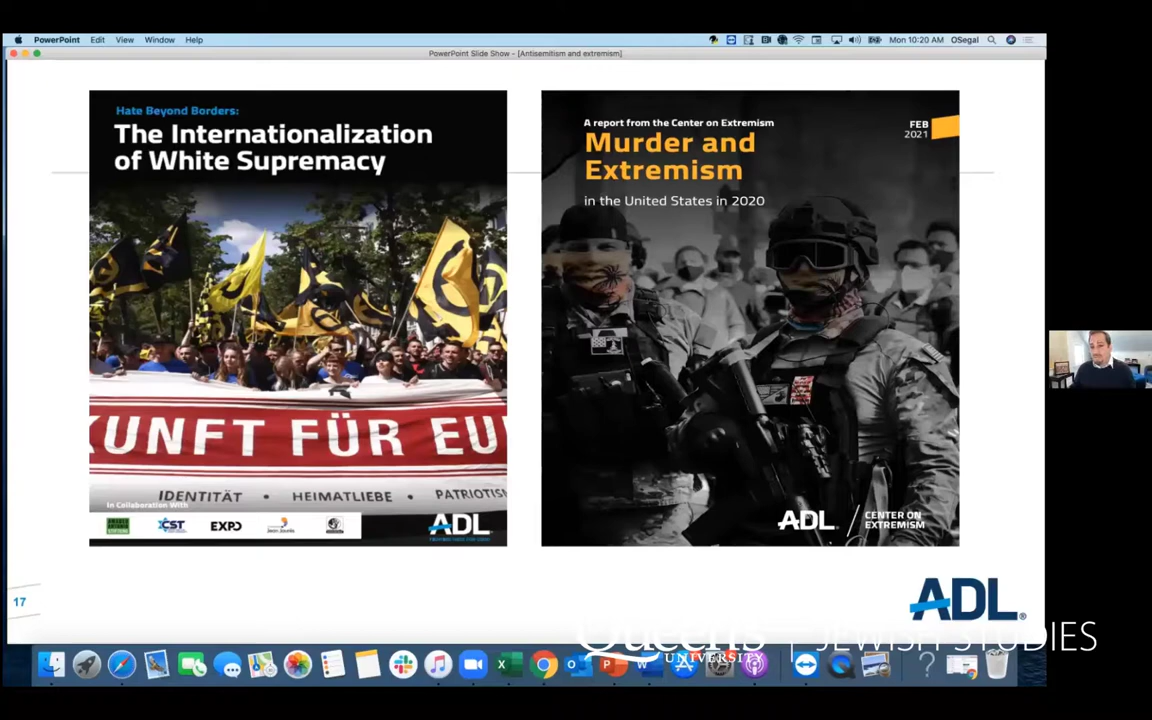 PowerPoint Edit View Window Help
Mon 10:20 AM OSegal
PowerPoint Slide Show - [Antisemitism and extremism]
Hate Beyond Borders:
The Internationalization
of White Supremacy
KUNFT FÜR EU
IDENTITÄT • HEIMATLIEBE • PATRIOTIS
In Collaboration With
CST
EXPO
Jean Jaurès
ADL
A report from the Center on Extremism
FEB
2021
Murder and
Extremism
in the United States in 2020
ADL
CENTER ON
EXTREMISM
17
ADL®
Queen's
UNIVERSITY
JEWISH STUDIES